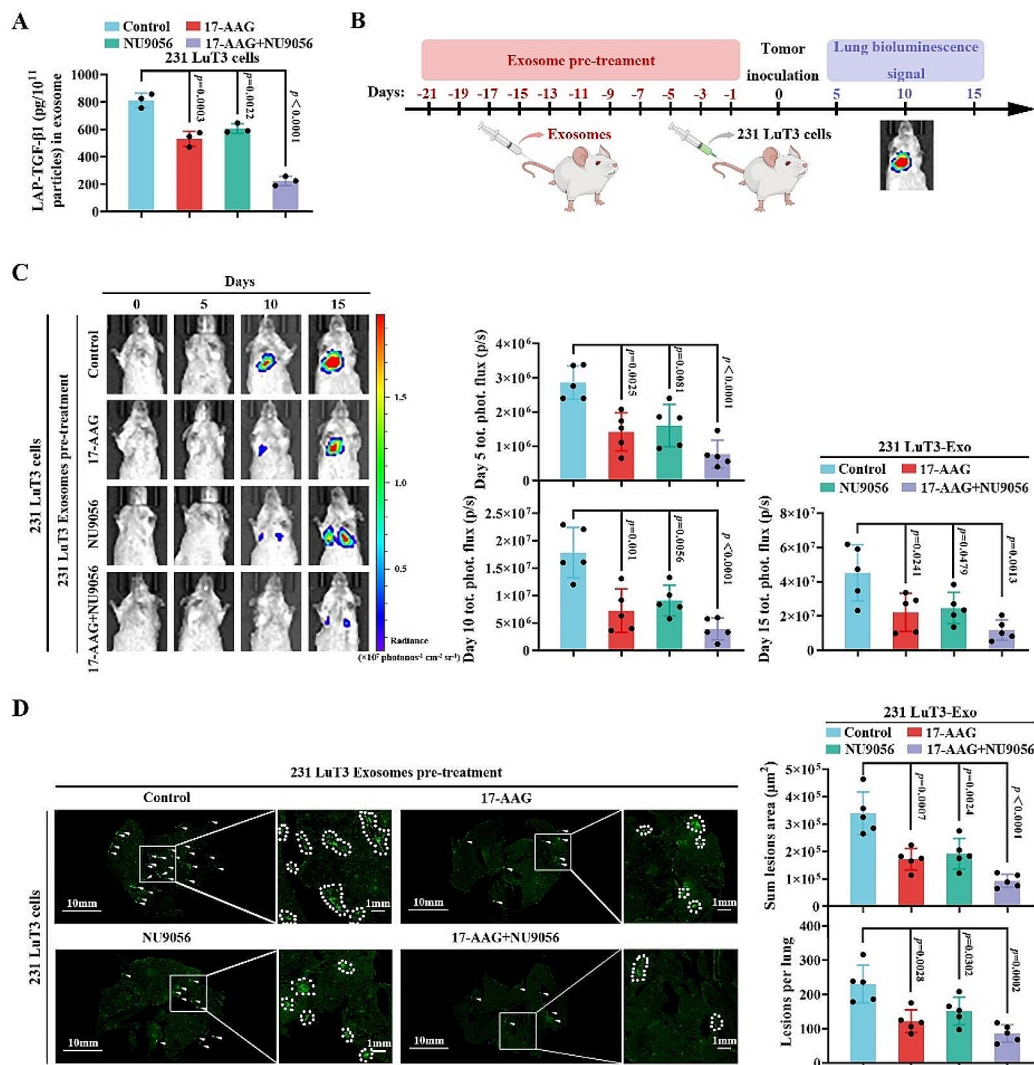 A
Control 17-AAG
NU9056 17-AAG+NU9056
231 LuT3 cells
LAP-TGF-β1 (pg/10¹¹
particles) in exosome
1000
800
600
400
200
0
p=0.0003
p=0.0022
p<0.0001
B
Exosome pre-treament
Tomor
inoculation
Lung bioluminescence
signal
Days:
-21 -19 -17 -15 -13 -11 -9 -7 -5 -3 -1 0 5 10 15
Exosomes
231 LuT3 cells
C
Days
0 5 10 15
231 LuT3 cells
231 LuT3 Exosomes pre-treatment
Control
17-AAG
NU9056
17-AAG+NU9056
1.5
1.0
0.5
Radiance
(×10⁷ photonos⁻¹ cm⁻² sr⁻¹)
Day 5 tot. phot. flux (p/s)
4×10⁶
3×10⁶
2×10⁶
1×10⁶
0
p=0.0025
p=0.0081
p<0.0001
Day 10 tot. phot. flux (p/s)
2.5×10⁷
2×10⁷
1.5×10⁷
1×10⁷
5×10⁶
0
p=0.001
p=0.0056
p<0.0001
231 LuT3-Exo
Control 17-AAG
NU9056 17-AAG+NU9056
Day 15 tot. phot. flux (p/s)
8×10⁷
6×10⁷
4×10⁷
2×10⁷
0
p=0.0241
p=0.0479
p=0.0013
D
231 LuT3 Exosomes pre-treatment
231 LuT3 cells
Control
17-AAG
10mm 1mm 10mm 1mm
NU9056
17-AAG+NU9056
10mm 1mm 10mm 1mm
231 LuT3-Exo
Control 17-AAG
NU9056 17-AAG+NU9056
Sum lesions area (μm²)
5×10⁵
4×10⁵
3×10⁵
2×10⁵
1×10⁵
0
p=0.0007
p=0.0024
p<0.0001
Lesions per lung
400
300
200
100
0
p=0.0028
p=0.0302
p=0.0002